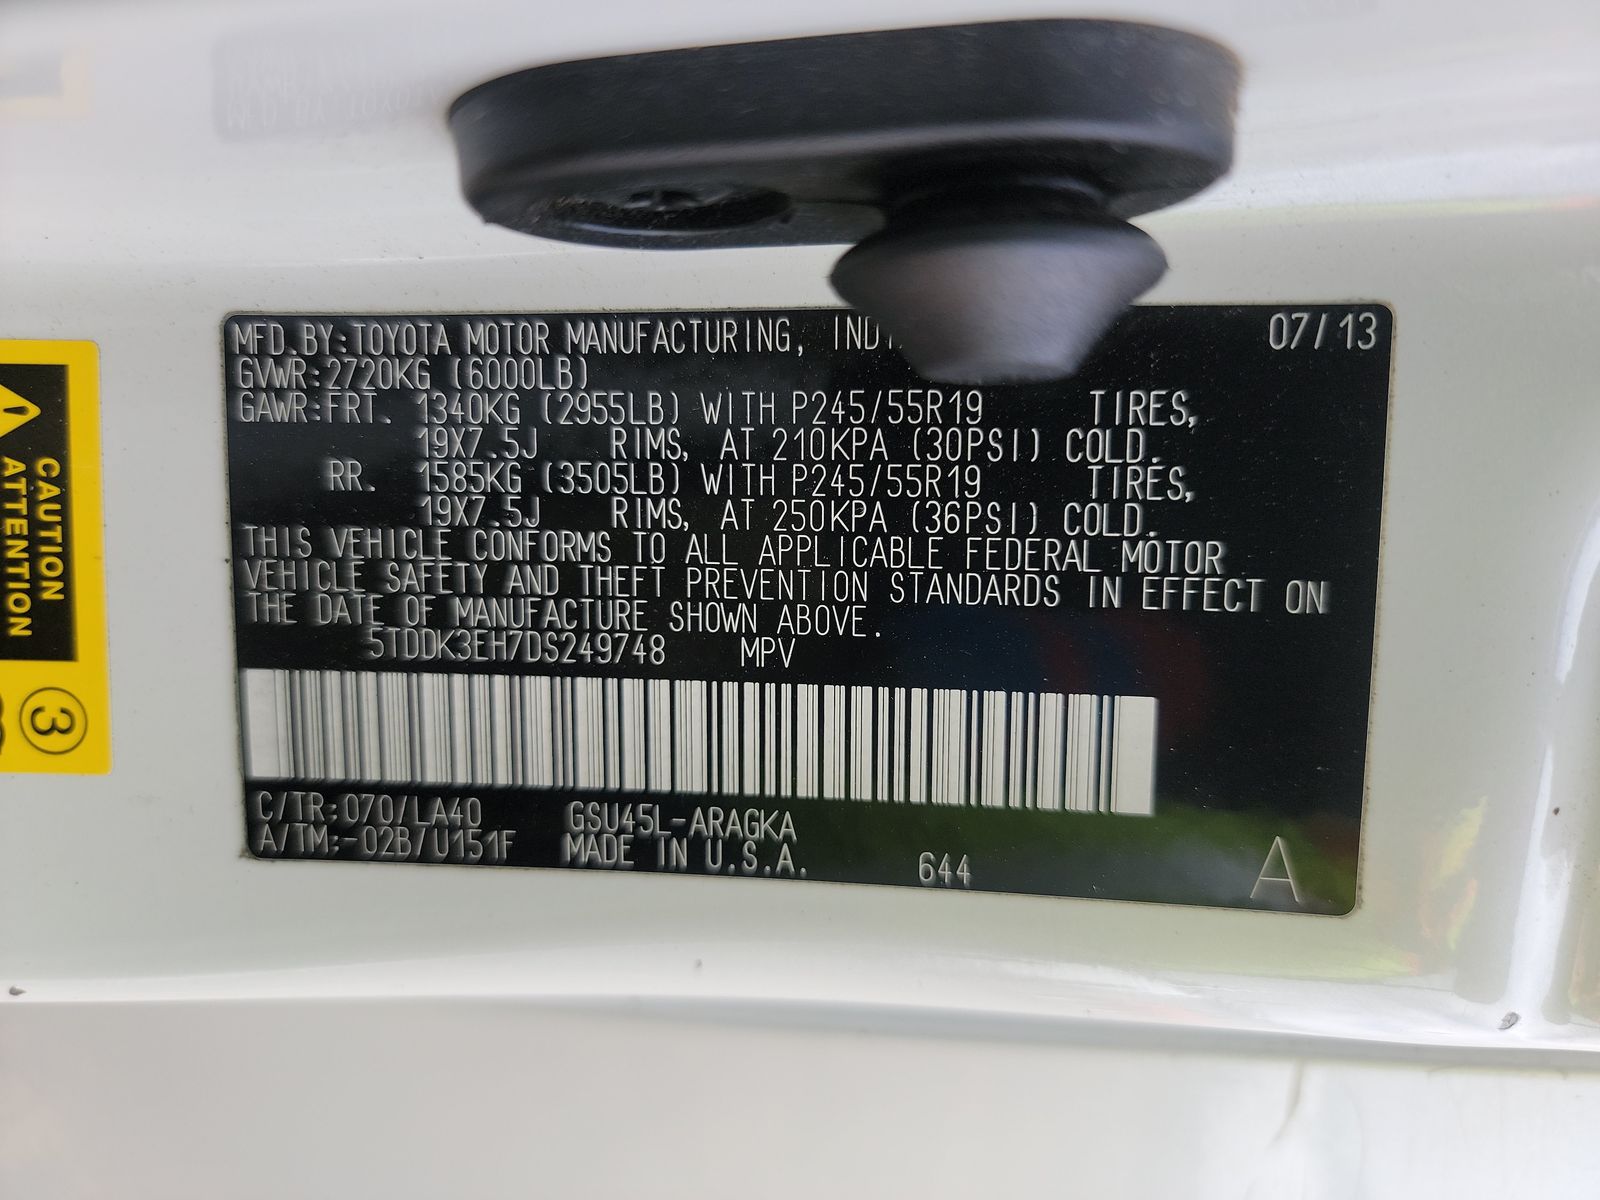 MFD.BY:TOYOTA MOTOR MANUFACTURING, 07/13
GVWR:2720KG (6000LB)
GAWR:FRT. 1340KG (2955LB) WITH P245/55R19 TIRES,
19X7.5J RIMS, AT 210KPA (30PSI) COLD.
RR. 1585KG (3505LB) WITH P245/55R19 TIRES,
19X7.5J RIMS, AT 250KPA (36PSI) COLD.
THIS VEHICLE CONFORMS TO ALL APPLICABLE FEDERAL MOTOR
VEHICLE SAFETY AND THEFT PREVENTION STANDARDS IN EFFECT ON
THE DATE OF MANUFACTURE SHOWN ABOVE.
5TDDK3EH7DS249748 MPV
C/TR:070/LA40 GSU45L-ARAGKA
A/TM:-02B/U151F MADE IN U.S.A. 644 A
CAUTION
ATTENTION
3